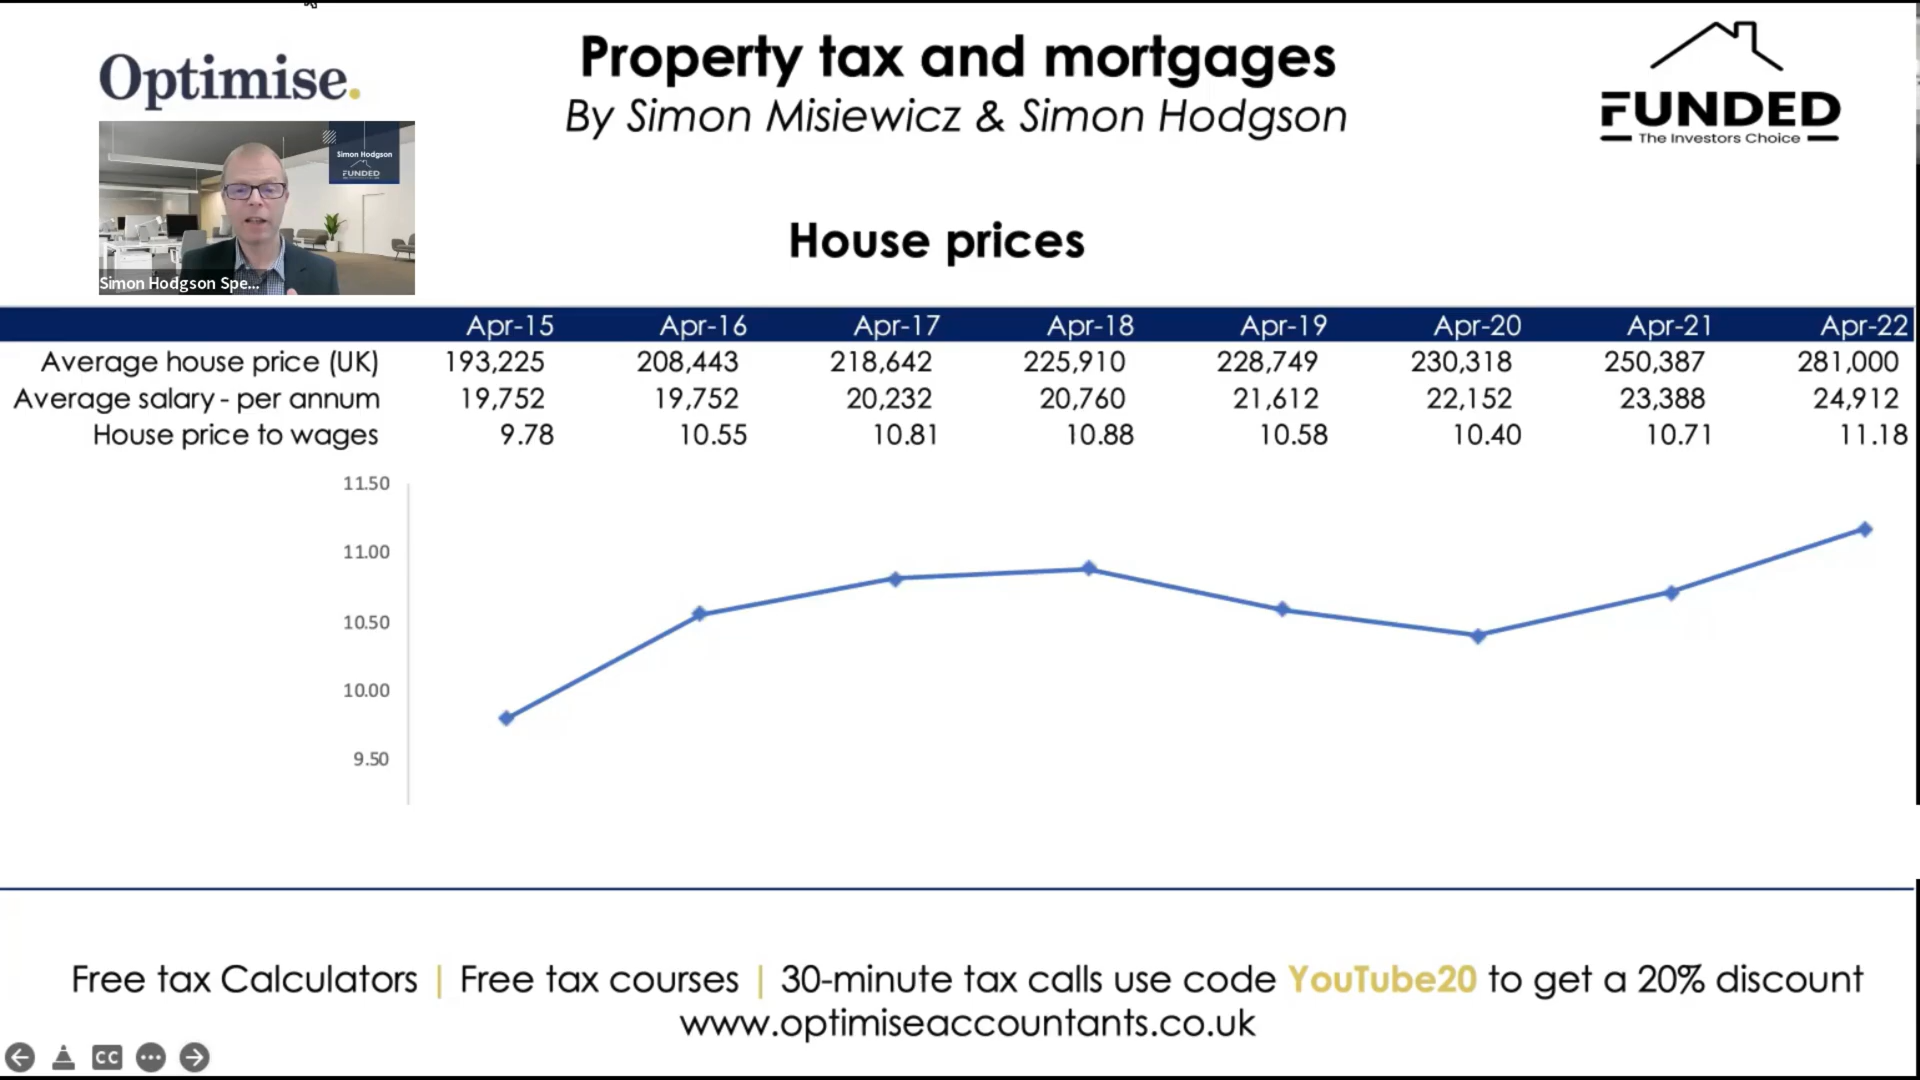 Optimise.
Property tax and mortgages
By Simon Misiewicz & Simon Hodgson
FUNDED
The Investors Choice
Simon Hodgson
FUNDED
Simon Hodgson Spe...
House prices
Apr-15 Apr-16 Apr-17 Apr-18 Apr-19 Apr-20 Apr-21 Apr-22
Average house price (UK) 193,225 208,443 218,642 225,910 228,749 230,318 250,387 281,000
Average salary - per annum 19,752 19,752 20,232 20,760 21,612 22,152 23,388 24,912
House price to wages 9.78 10.55 10.81 10.88 10.58 10.40 10.71 11.18
11.50
11.00
10.50
10.00
9.50
Free tax Calculators | Free tax courses | 30-minute tax calls use code YouTube20 to get a 20% discount
www.optimiseaccountants.co.uk
CC